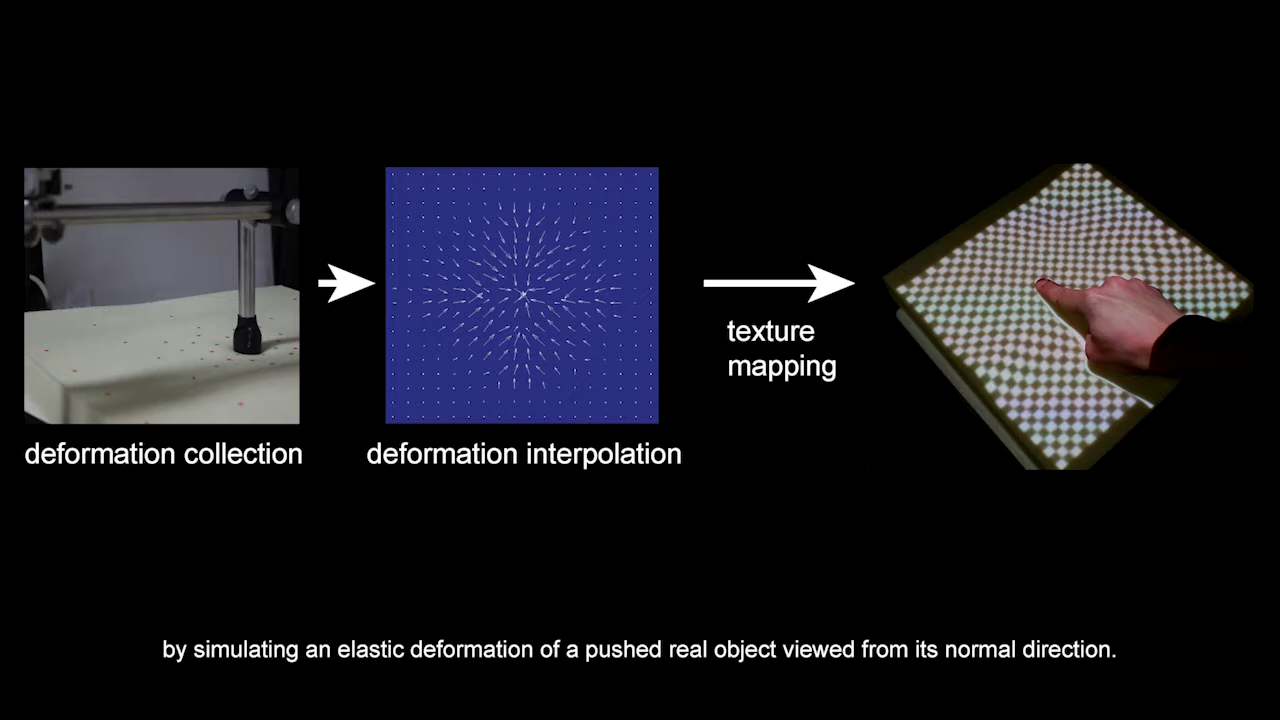 texture
mapping
deformation collection
deformation interpolation
by simulating an elastic deformation of a pushed real object viewed from its normal direction.